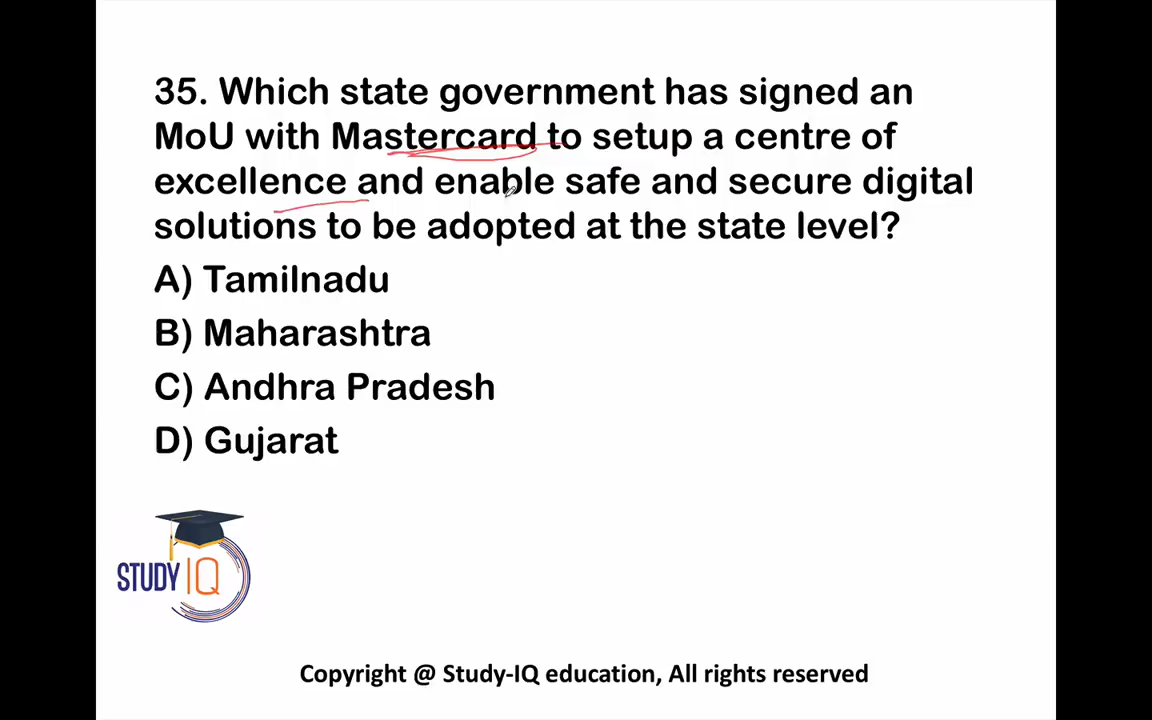 35. Which state government has signed an
MoU with Mastercard to setup a centre of
excellence and enable safe and secure digital
solutions to be adopted at the state level?
A) Tamilnadu
B) Maharashtra
C) Andhra Pradesh
D) Gujarat
STUDY IQ
Copyright @ Study-IQ education, All rights reserved